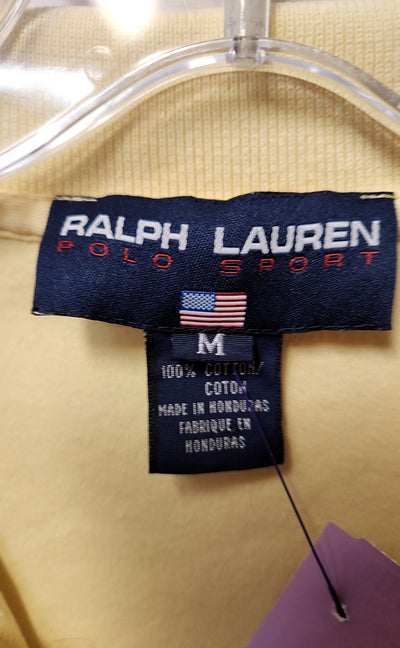 RALPH LAUREN
POLO SPORT
M
100% COTTON/
COTON
MADE IN HONDURAS
FABRIQUE EN
HONDURAS